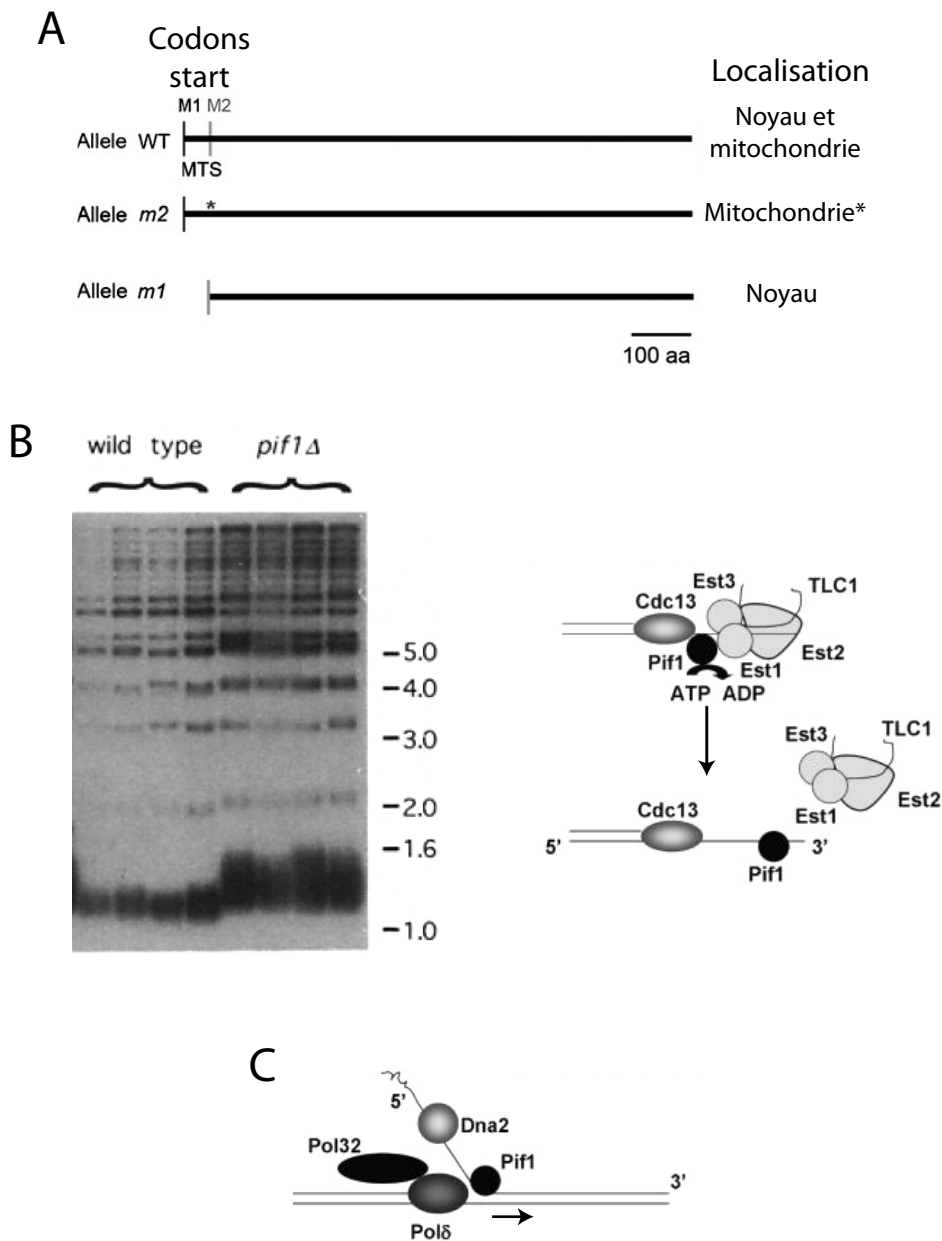 A
Codons
start
Localisation
M1 M2
Allele WT
Noyau et
mitochondrie
MTS
*
Allele m2
Mitochondrie*
Allele m1
Noyau
100 aa
B
wild type
pif1Δ
5.0
4.0
3.0
2.0
1.6
1.0
Est3
TLC1
Cdc13
Pif1
Est1
Est2
ATP ADP
Est3
TLC1
Est1
Est2
Cdc13
5'
3'
Pif1
C
5'
Dna2
Pol32
Pif1
3'
Polδ